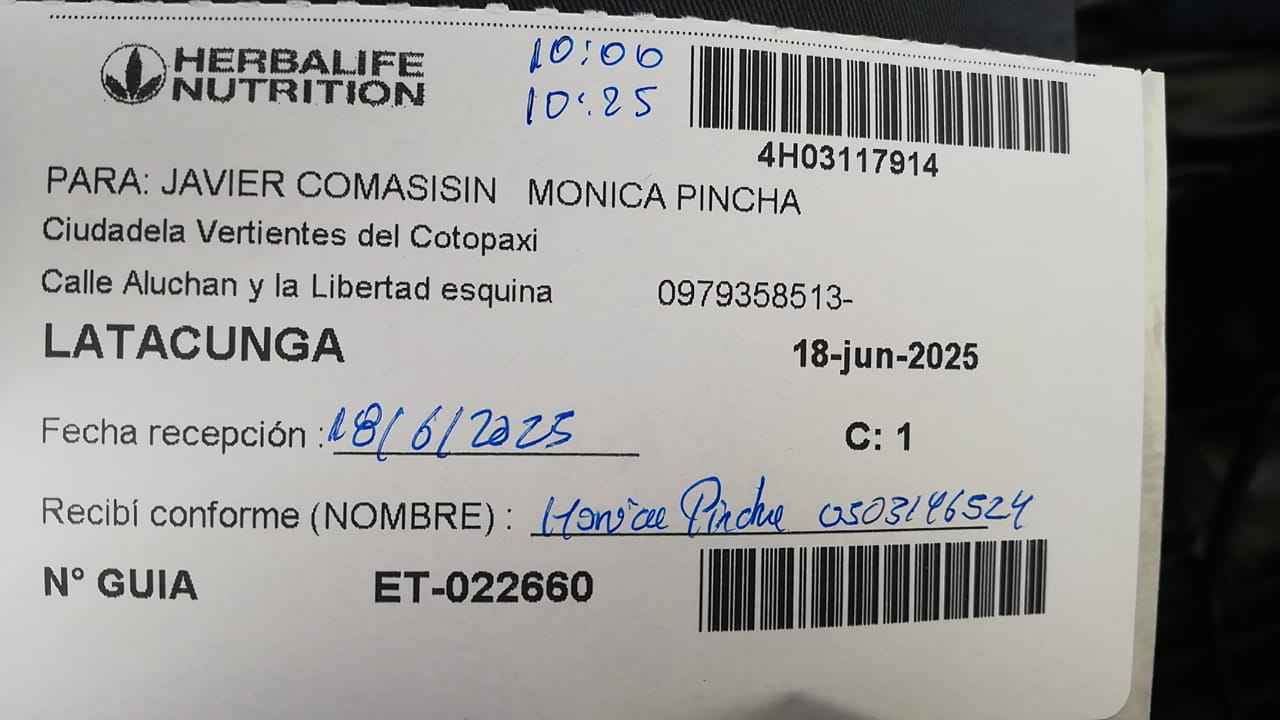 HERBALIFE
NUTRITION
10:00
10:25
4H03117914
PARA: JAVIER COMASISIN MONICA PINCHA
Ciudadela Vertientes del Cotopaxi
Calle Aluchan y la Libertad esquina 0979358513-
LATACUNGA 18-jun-2025
Fecha recepción : 18/6/2025 C: 1
Recibí conforme (NOMBRE) : Monica Pincha 0503146524
N° GUIA ET-022660